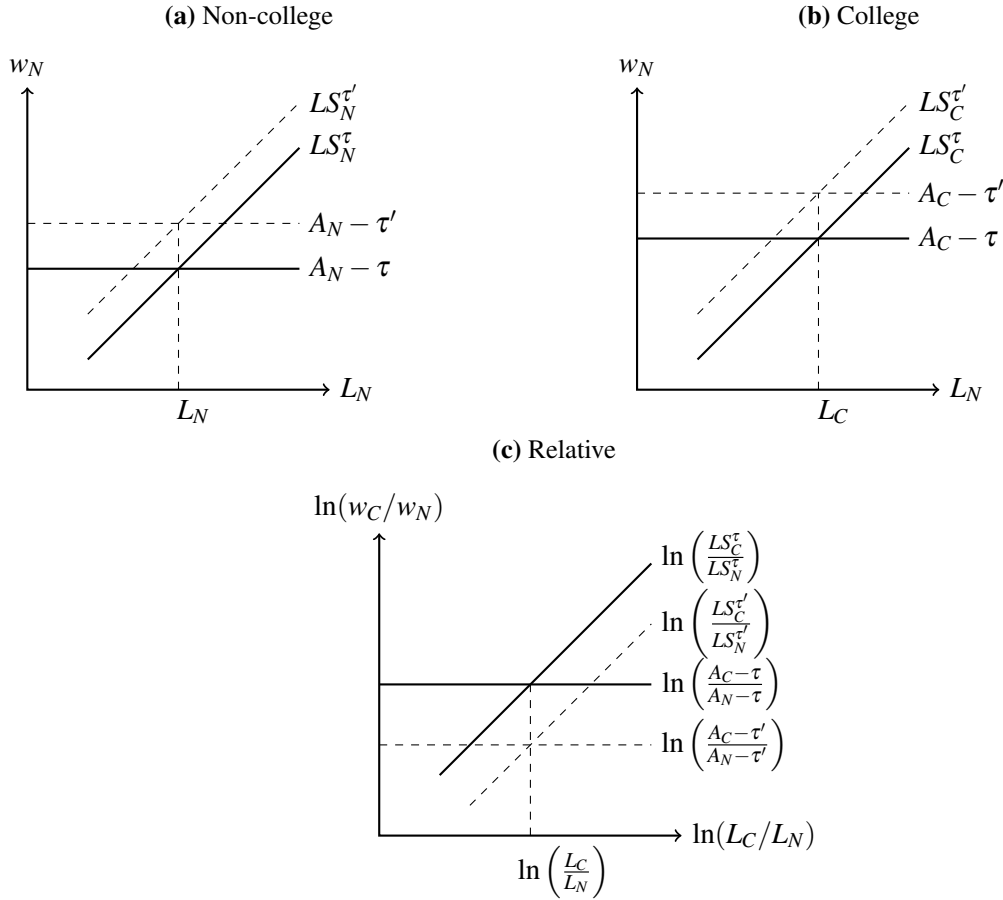 (a) Non-college
w_N
LS_N^{τ'}
LS_N^{τ}
A_N − τ'
A_N − τ
L_N
L_N
(b) College
w_N
LS_C^{τ'}
LS_C^{τ}
A_C − τ'
A_C − τ
L_N
L_C
(c) Relative
ln(w_C/w_N)
ln(LS_C^{τ}/LS_N^{τ})
ln(LS_C^{τ'}/LS_N^{τ'})
ln((A_C−τ)/(A_N−τ))
ln((A_C−τ')/(A_N−τ'))
ln(L_C/L_N)
ln(L_C/L_N)